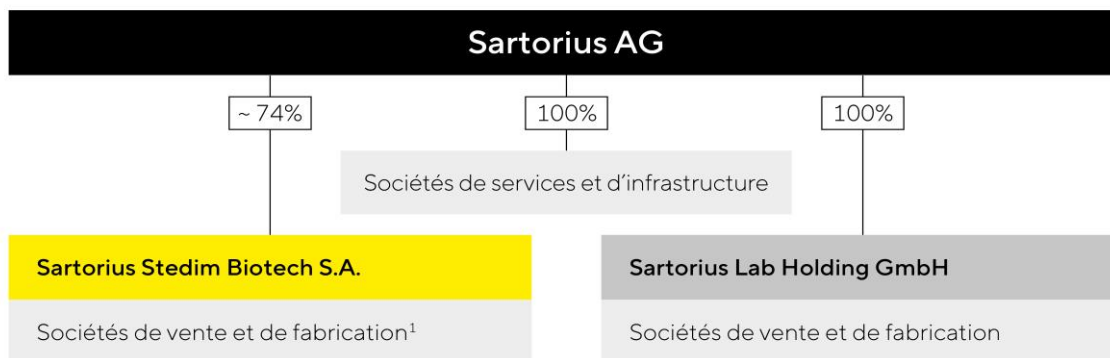 Sartorius AG
~ 74%
100%
100%
Sociétés de services et d’infrastructure
Sartorius Stedim Biotech S.A.
Sartorius Lab Holding GmbH
Sociétés de vente et de fabrication¹
Sociétés de vente et de fabrication